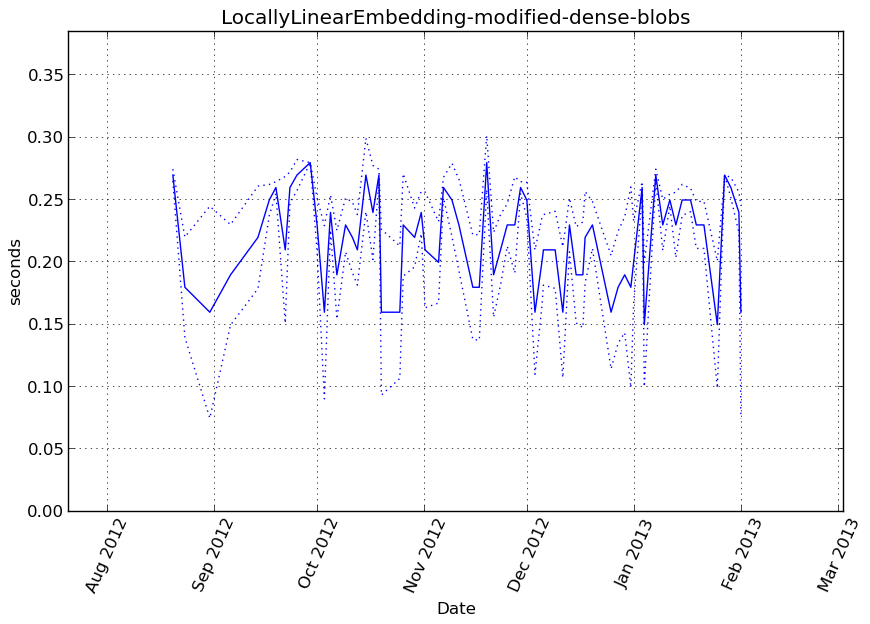 LocallyLinearEmbedding-modified-dense-blobs
0.35
0.30
0.25
0.20
0.15
0.10
0.05
0.00
seconds
Aug 2012
Sep 2012
Oct 2012
Nov 2012
Dec 2012
Jan 2013
Feb 2013
Mar 2013
Date